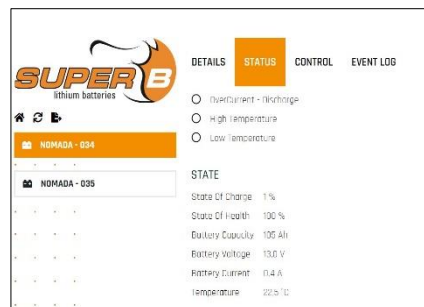 SUPER B
lithium batteries
DETAILS STATUS CONTROL EVENT LOG
OverCurrent - Discharge
High Temperature
Low Temperature
NOMADA - 034
NOMADA - 035
STATE
State Of Charge 1 %
State Of Health 100 %
Battery Capacity 105 Ah
Battery Voltage 13.0 V
Battery Current 0.4 A
Temperature 22.5 °C